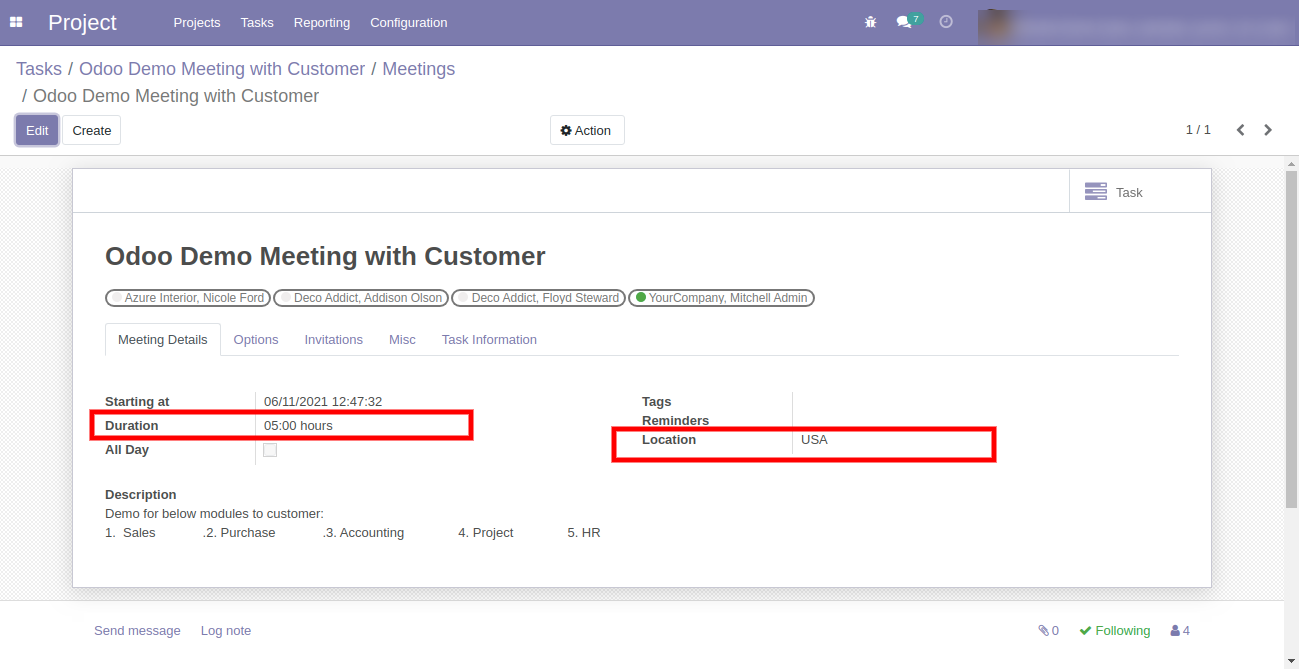 Project Projects Tasks Reporting Configuration 7
Tasks / Odoo Demo Meeting with Customer / Meetings
/ Odoo Demo Meeting with Customer
Edit Create Action 1 / 1
Task
Odoo Demo Meeting with Customer
Azure Interior, Nicole Ford Deco Addict, Addison Olson Deco Addict, Floyd Steward YourCompany, Mitchell Admin
Meeting Details Options Invitations Misc Task Information
Starting at 06/11/2021 12:47:32 Tags
Duration 05:00 hours Reminders
All Day Location USA
Description
Demo for below modules to customer:
1. Sales .2. Purchase .3. Accounting 4. Project 5. HR
Send message Log note 0 Following 4